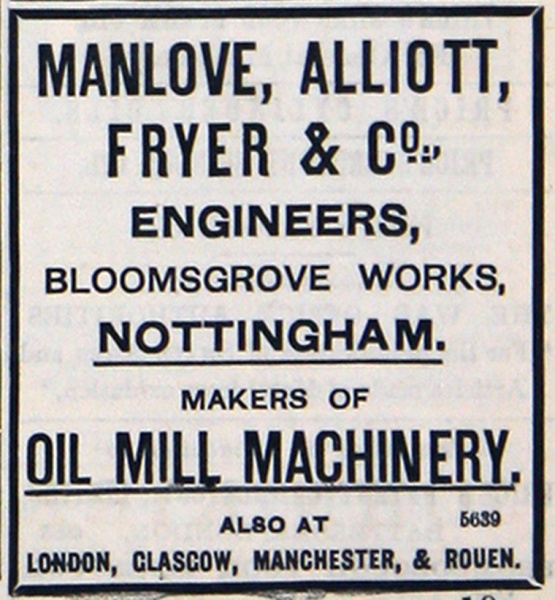 MANLOVE, ALLIOTT,
FRYER & Co.,
ENGINEERS,
BLOOMSGROVE WORKS,
NOTTINGHAM.
MAKERS OF
OIL MILL MACHINERY.
ALSO AT 5639
LONDON, GLASGOW, MANCHESTER, & ROUEN.